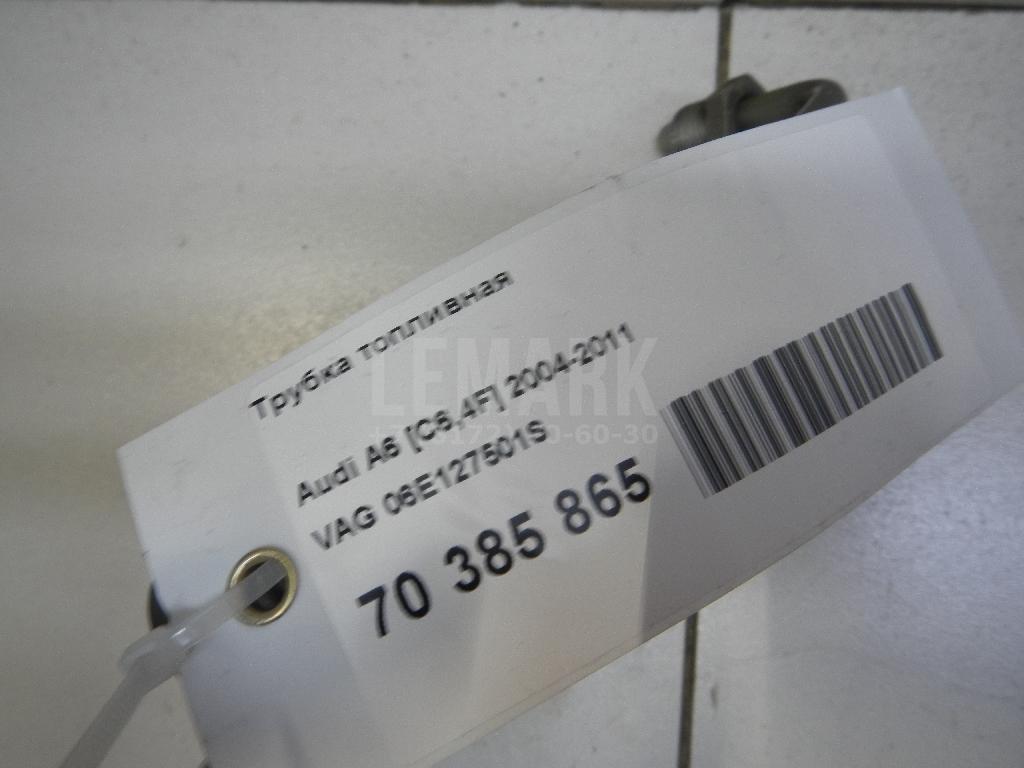 Трубка топливная
Audi A6 [C6,4F] 2004-2011
VAG 06E127501S
70 385 865
LEMARK